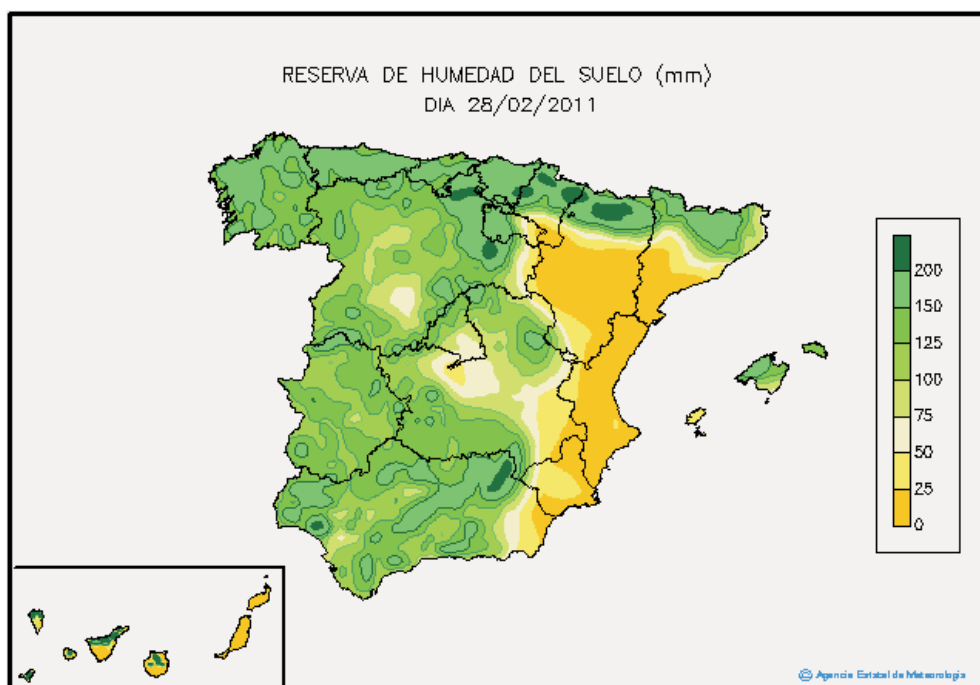 RESERVA DE HUMEDAD DEL SUELO (mm)
DIA 28/02/2011
200
150
125
100
75
50
25
0
© Agencia Estatal de Meteorología